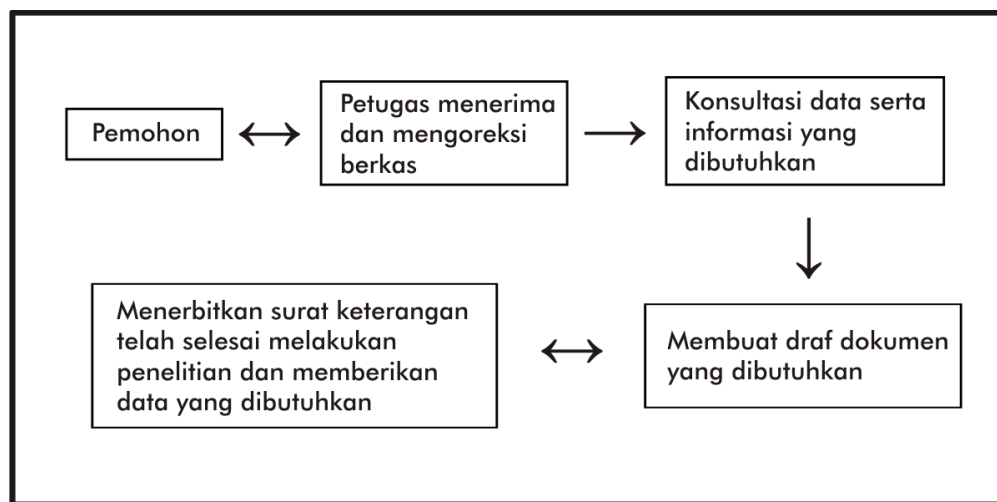 Pemohon
Petugas menerima
dan mengoreksi
berkas
Konsultasi data serta
informasi yang
dibutuhkan
Membuat draf dokumen
yang dibutuhkan
Menerbitkan surat keterangan
telah selesai melakukan
penelitian dan memberikan
data yang dibutuhkan